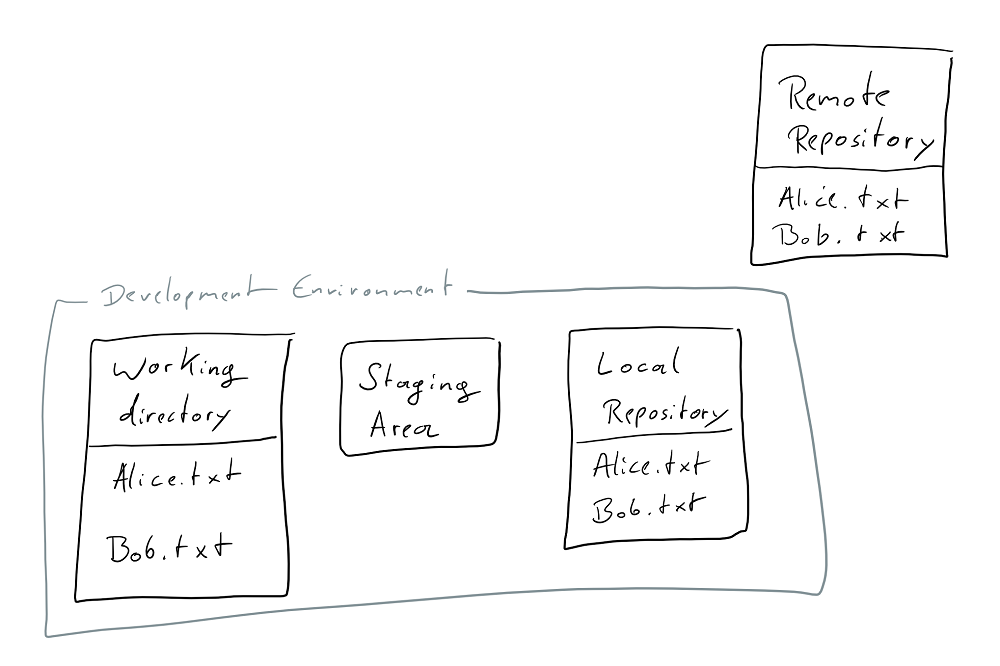 Remote
Repository
Alice.txt
Bob.txt
Development Environment
Working
directory
Alice.txt
Bob.txt
Staging
Area
Local
Repository
Alice.txt
Bob.txt